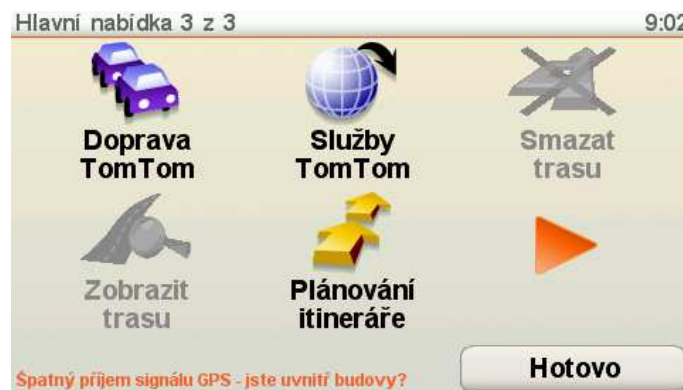 Hlavní nabídka 3 z 3
9:02
Doprava
TomTom
Služby
TomTom
Smazat
trasu
Zobrazit
trasu
Plánování
itineráře
Špatný příjem signálu GPS - jste uvnitř budovy?
Hotovo